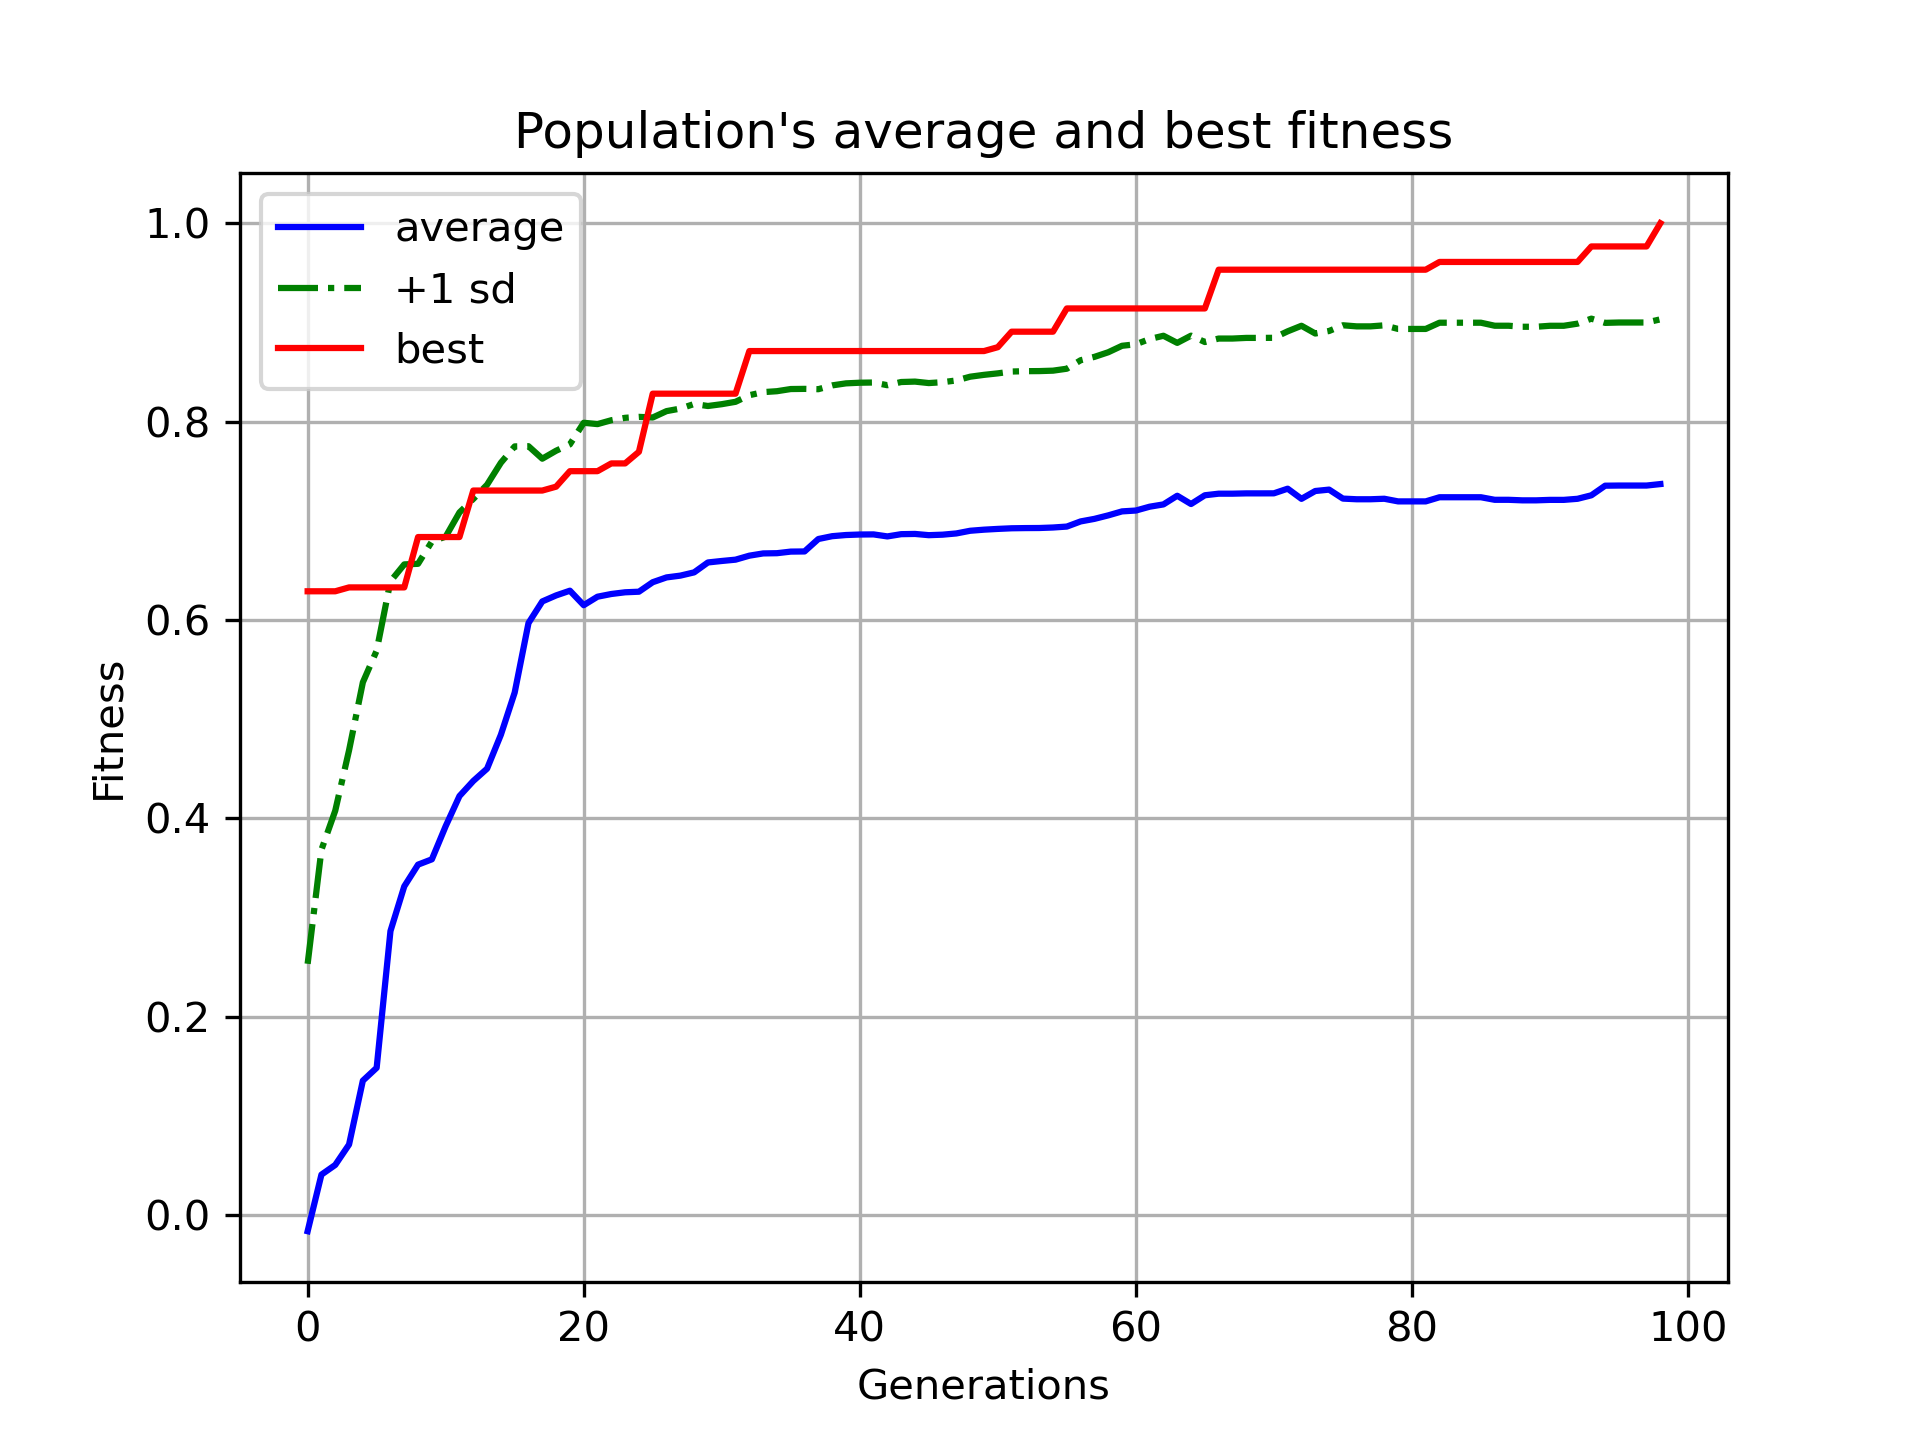 Population's average and best fitness
average
+1 sd
best
1.0
0.8
0.6
0.4
0.2
0.0
Fitness
0 20 40 60 80 100
Generations